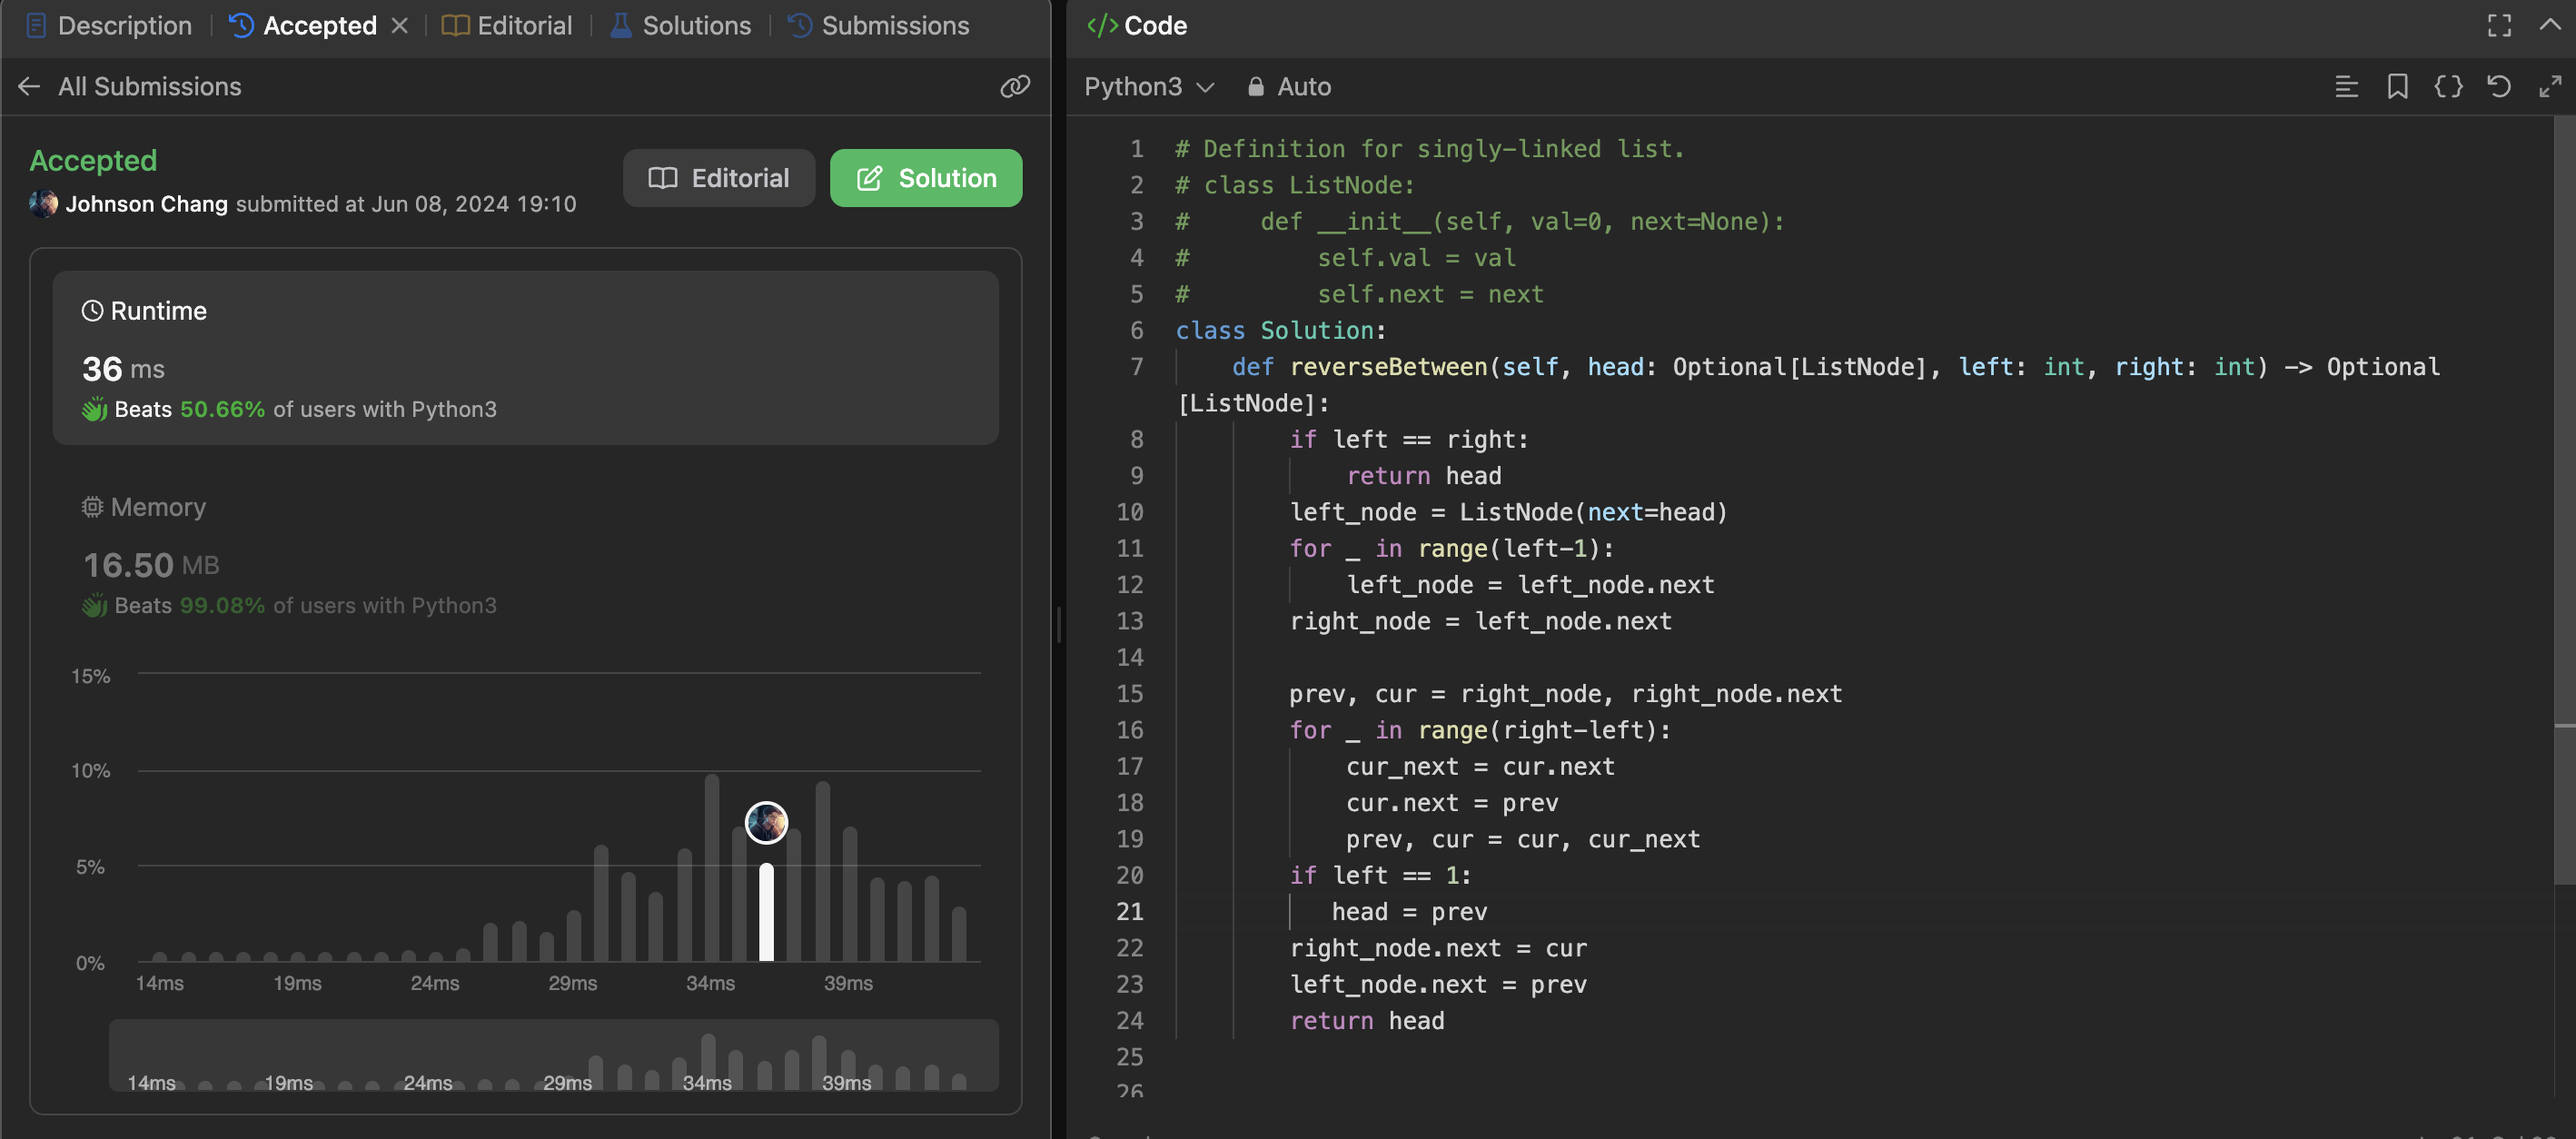 Description
Accepted
Editorial
Solutions
Submissions
All Submissions
Accepted
Johnson Chang submitted at Jun 08, 2024 19:10
Editorial
Solution
Runtime
36 ms
Beats 50.66% of users with Python3
Memory
16.50 MB
Beats 99.08% of users with Python3
15%
10%
5%
0%
14ms 19ms 24ms 29ms 34ms 39ms
14ms 19ms 24ms 29ms 34ms 39ms
</> Code
Python3 Auto
1 # Definition for singly-linked list.
2 # class ListNode:
3 #     def __init__(self, val=0, next=None):
4 #         self.val = val
5 #         self.next = next
6 class Solution:
7     def reverseBetween(self, head: Optional[ListNode], left: int, right: int) -> Optional
[ListNode]:
8         if left == right:
9             return head
10         left_node = ListNode(next=head)
11         for _ in range(left-1):
12             left_node = left_node.next
13         right_node = left_node.next
14
15         prev, cur = right_node, right_node.next
16         for _ in range(right-left):
17             cur_next = cur.next
18             cur.next = prev
19             prev, cur = cur, cur_next
20         if left == 1:
21            head = prev
22         right_node.next = cur
23         left_node.next = prev
24         return head
25
26